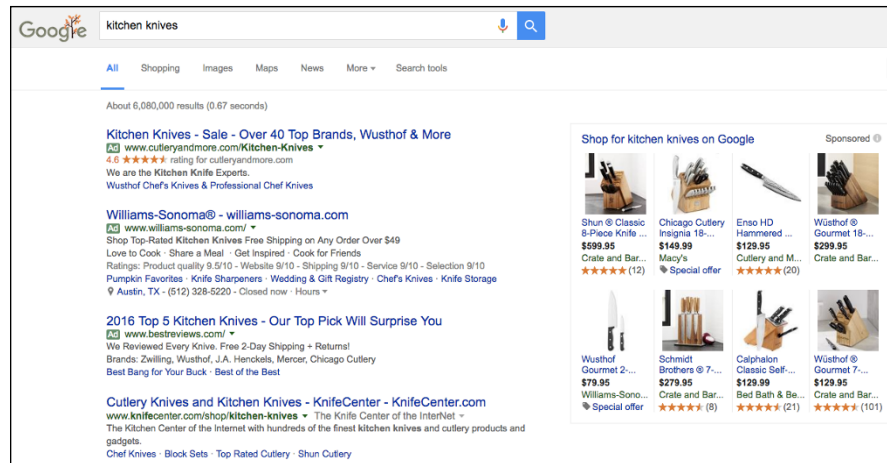 Google
kitchen knives
All Shopping Images Maps News More Search tools
About 6,080,000 results (0.67 seconds)
Kitchen Knives - Sale - Over 40 Top Brands, Wusthof & More
Ad www.cutleryandmore.com/Kitchen-Knives
4.6 ★★★★★ rating for cutleryandmore.com
We are the Kitchen Knife Experts.
Wusthof Chef's Knives & Professional Chef Knives
Williams-Sonoma® - williams-sonoma.com
Ad www.williams-sonoma.com/
Shop Top-Rated Kitchen Knives Free Shipping on Any Order Over $49
Love to Cook · Share a Meal · Get Inspired · Cook for Friends
Ratings: Product quality 9.5/10 - Website 9/10 - Shipping 9/10 - Service 9/10 - Selection 9/10
Pumpkin Favorites · Knife Sharpeners · Wedding & Gift Registry · Chef's Knives · Knife Storage
Austin, TX - (512) 328-5220 - Closed now · Hours
2016 Top 5 Kitchen Knives - Our Top Pick Will Surprise You
Ad www.bestreviews.com/
We Reviewed Every Knive. Free 2-Day Shipping + Returns!
Brands: Zwilling, Wusthof, J.A. Henckels, Mercer, Chicago Cutlery
Best Bang for Your Buck · Best of the Best
Cutlery Knives and Kitchen Knives - KnifeCenter - KnifeCenter.com
www.knifecenter.com/shop/kitchen-knives The Knife Center of the InterNet
The Kitchen Center of the Internet with hundreds of the finest kitchen knives and cutlery products and
gadgets.
Chef Knives · Block Sets · Top Rated Cutlery · Shun Cutlery
Shop for kitchen knives on Google Sponsored
Shun ® Classic
8-Piece Knife ...
$599.95
Crate and Bar...
★★★★★ (12)
Chicago Cutlery
Insignia 18-...
$149.99
Macy's
Special offer
Enso HD
Hammered ...
$129.95
Cutlery and M...
★★★★★ (20)
Wüsthof ®
Gourmet 18-...
$299.95
Crate and Bar...
Wusthof
Gourmet 2-...
$79.95
Williams-Sono...
Special offer
Schmidt
Brothers ® 7-...
$279.95
Crate and Bar...
★★★★★ (8)
Calphalon
Classic Self-...
$129.99
Bed Bath & Be...
★★★★★ (21)
Wüsthof ®
Gourmet 7-...
$129.95
Crate and Bar...
★★★★★ (101)